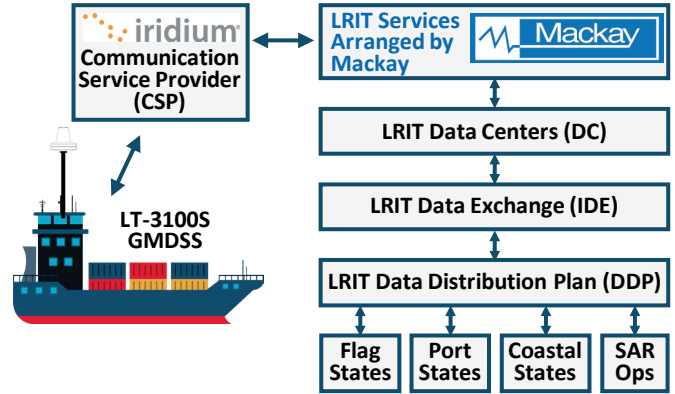 iridium
Communication
Service Provider
(CSP)
LRIT Services
Arranged by
Mackay
Mackay
LRIT Data Centers (DC)
LRIT Data Exchange (IDE)
LT-3100S
GMDSS
LRIT Data Distribution Plan (DDP)
Flag
States
Port
States
Coastal
States
SAR
Ops